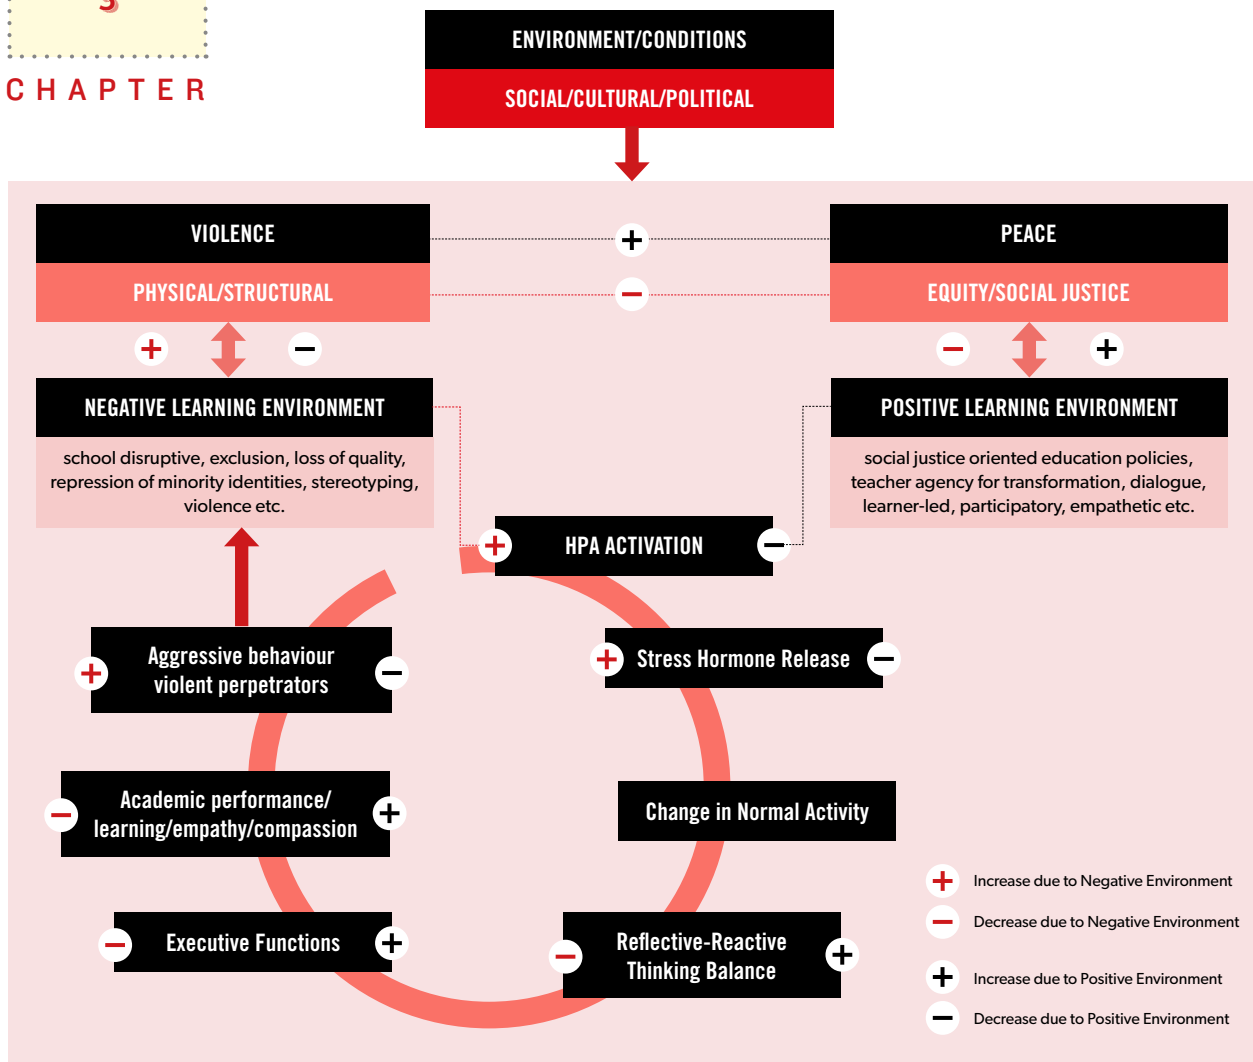 3
CHAPTER
ENVIRONMENT/CONDITIONS
SOCIAL/CULTURAL/POLITICAL
VIOLENCE
PHYSICAL/STRUCTURAL
+
−
PEACE
EQUITY/SOCIAL JUSTICE
+
−
−
+
NEGATIVE LEARNING ENVIRONMENT
school disruptive, exclusion, loss of quality,
repression of minority identities, stereotyping,
violence etc.
POSITIVE LEARNING ENVIRONMENT
social justice oriented education policies,
teacher agency for transformation, dialogue,
learner-led, participatory, empathetic etc.
+ HPA ACTIVATION −
+ Stress Hormone Release −
Change in Normal Activity
− Reflective-Reactive +
Thinking Balance
− Executive Functions +
− Academic performance/ +
learning/empathy/compassion
+ Aggressive behaviour −
violent perpetrators
+ Increase due to Negative Environment
− Decrease due to Negative Environment
+ Increase due to Positive Environment
− Decrease due to Positive Environment